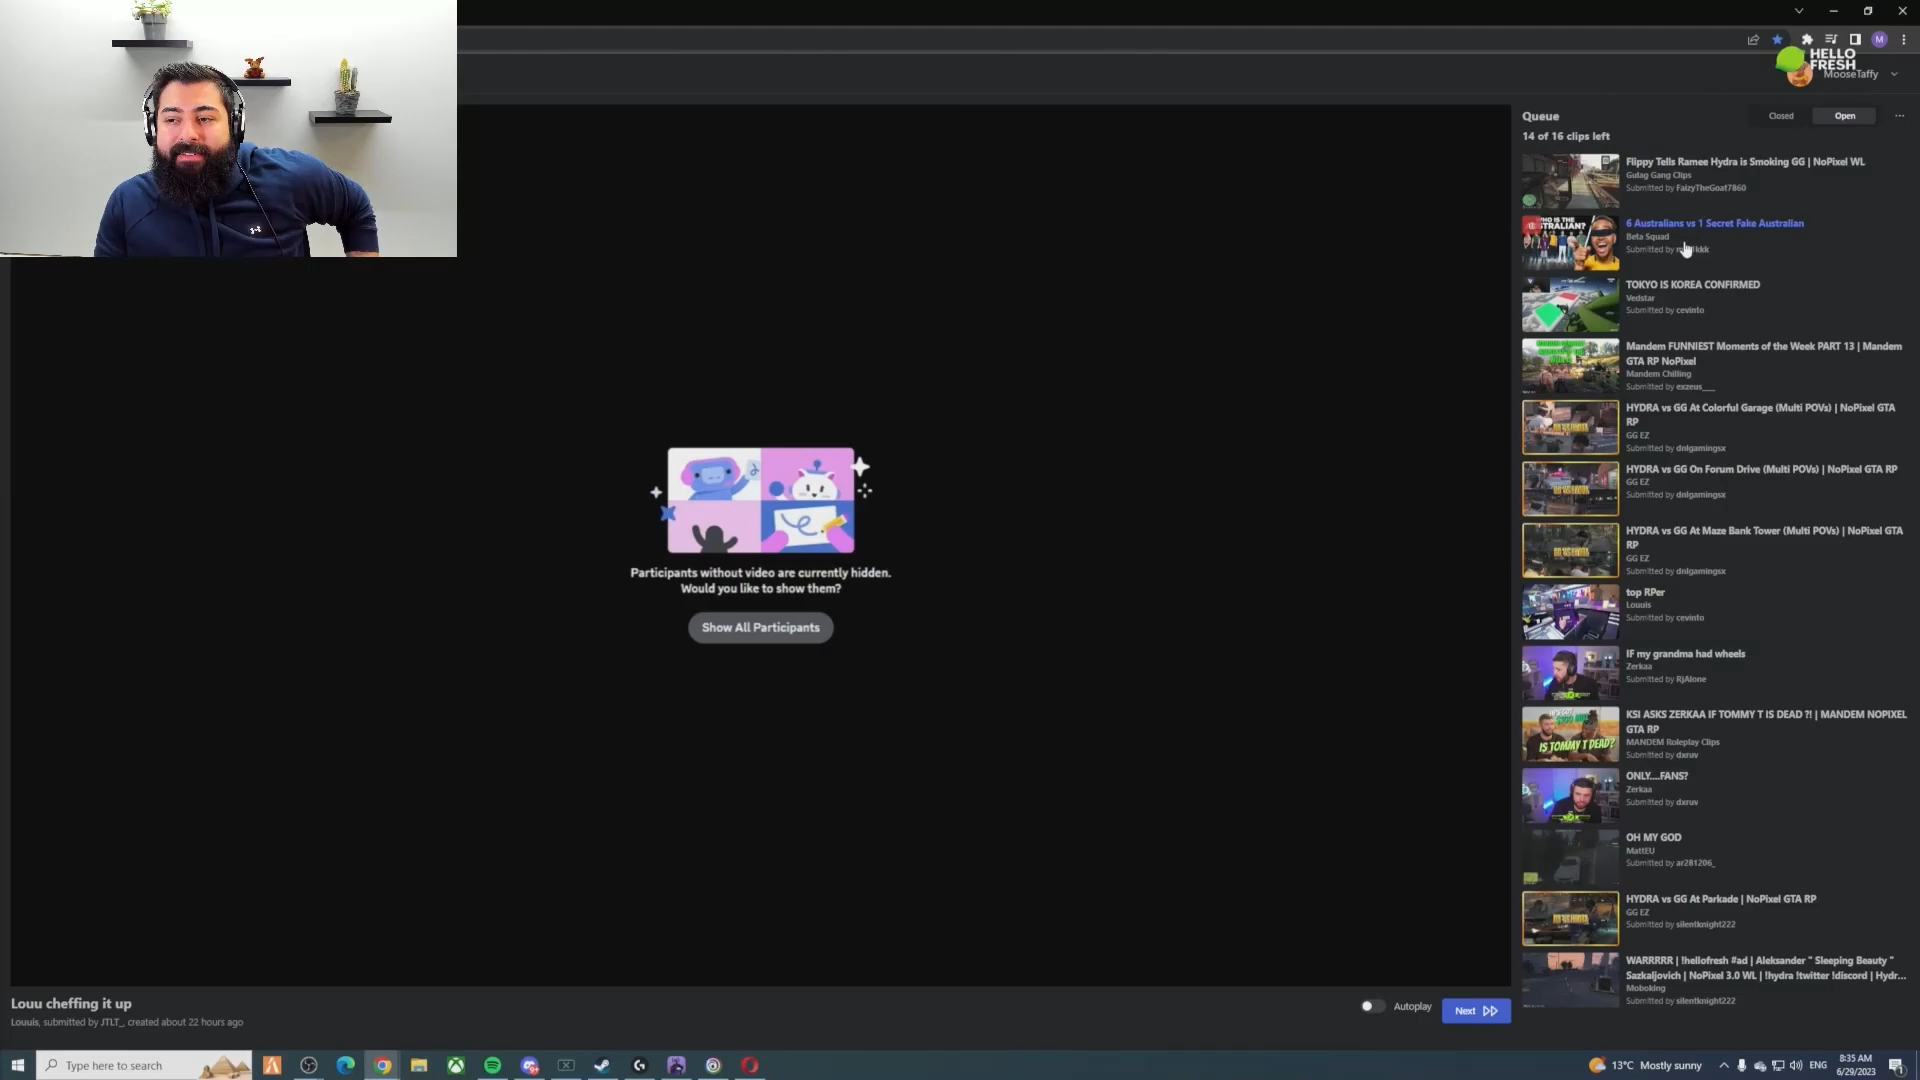 M
HELLO
FRESH
MooseTaffy
Queue
Closed
Open
14 of 16 clips left
Flippy Tells Ramee Hydra is Smoking GG | NoPixel WL
Gulag Gang Clips
Submitted by FaizyTheGoat7860
6 Australians vs 1 Secret Fake Australian
Beta Squad
Submitted by
TOKYO IS KOREA CONFIRMED
Vedstar
Submitted by cevinto
Mandem FUNNIEST Moments of the Week PART 13 | Mandem
GTA RP NoPixel
Mandem Chilling
Submitted by exzeus___
HYDRA vs GG At Colorful Garage (Multi POVs) | NoPixel GTA
RP
GG EZ
Submitted by dnlgamingsx
HYDRA vs GG On Forum Drive (Multi POVs) | NoPixel GTA RP
GG EZ
Submitted by dnlgamingsx
HYDRA vs GG At Maze Bank Tower (Multi POVs) | NoPixel GTA
RP
GG EZ
Submitted by dnlgamingsx
top RPer
Louuis
Submitted by cevinto
IF my grandma had wheels
Zerkaa
Submitted by RjAlone
KSI ASKS ZERKAA IF TOMMY T IS DEAD ?! | MANDEM NOPIXEL
GTA RP
MANDEM Roleplay Clips
Submitted by dxruv
IS TOMMY T DEAD?
ONLY....FANS?
Zerkaa
Submitted by dxruv
OH MY GOD
MattEU
Submitted by ar281206_
HYDRA vs GG At Parkade | NoPixel GTA RP
GG EZ
Submitted by silentknight222
WARRRRR | !hellofresh #ad | Aleksander " Sleeping Beauty "
Sazkaljovich | NoPixel 3.0 WL | !hydra !twitter !discord | Hydr...
Moboking
Submitted by silentknight222
Participants without video are currently hidden.
Would you like to show them?
Show All Participants
Louu cheffing it up
Louuis, submitted by JTLT_, created about 22 hours ago
Autoplay
Next
Type here to search
13°C Mostly sunny
ENG
8:35 AM
6/29/2023